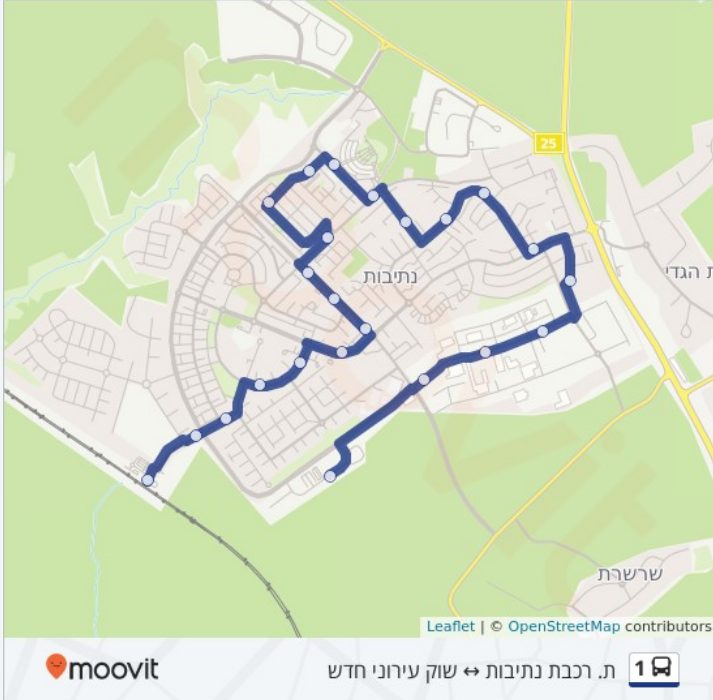 25
ת הגדי
נתיבות
שרשרת
Leaflet | © OpenStreetMap contributors
moovit
1 ת. רכבת נתיבות ↔ שוק עירוני חדש